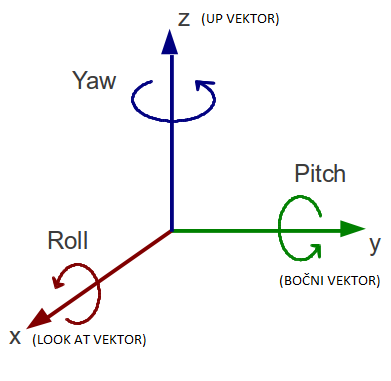 z (UP VEKTOR)
Yaw
Pitch
Roll
y
(BOČNI VEKTOR)
x (LOOK AT VEKTOR)